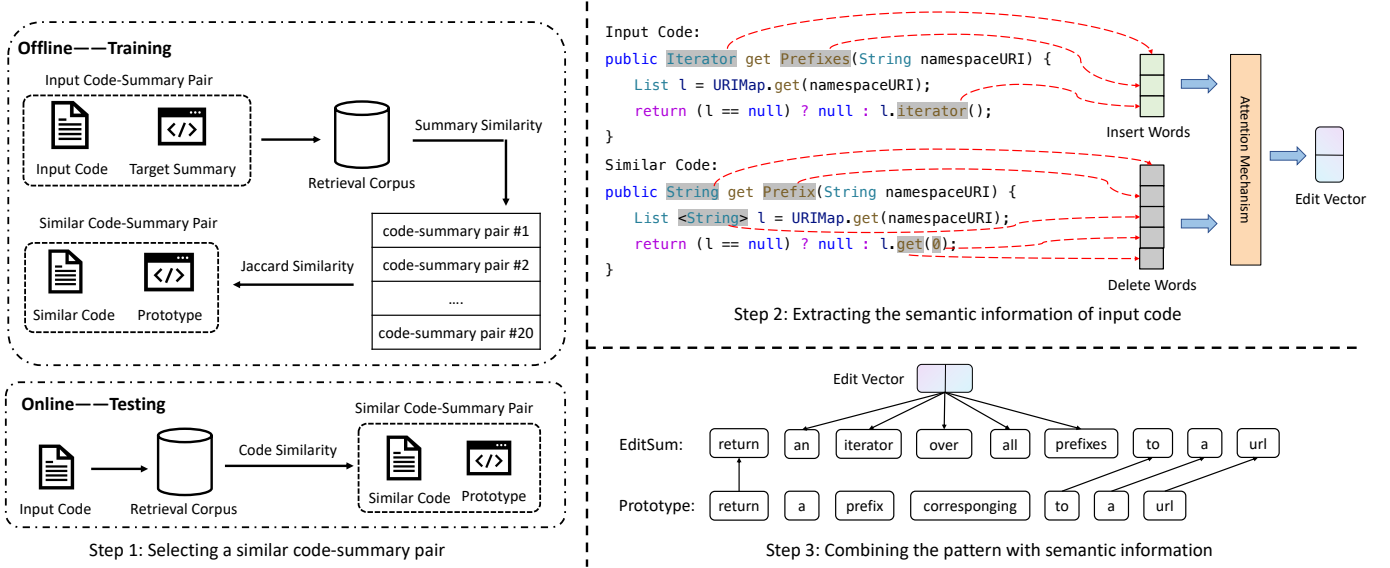 Offline——Training
Input Code-Summary Pair
Input Code
Target Summary
Retrieval Corpus
Summary Similarity
Similar Code-Summary Pair
Similar Code
Prototype
Jaccard Similarity
code-summary pair #1
code-summary pair #2
....
code-summary pair #20
Online——Testing
Input Code
Retrieval Corpus
Code Similarity
Similar Code-Summary Pair
Similar Code
Prototype
Step 1: Selecting a similar code-summary pair
Input Code:
public Iterator get Prefixes(String namespaceURI) {
List l = URIMap.get(namespaceURI);
return (l == null) ? null : l.iterator();
}
Similar Code:
public String get Prefix(String namespaceURI) {
List <String> l = URIMap.get(namespaceURI);
return (l == null) ? null : l.get(0);
}
Insert Words
Delete Words
Attention Mechanism
Edit Vector
Step 2: Extracting the semantic information of input code
Edit Vector
EditSum: return an iterator over all prefixes to a url
Prototype: return a prefix corresponging to a url
Step 3: Combining the pattern with semantic information